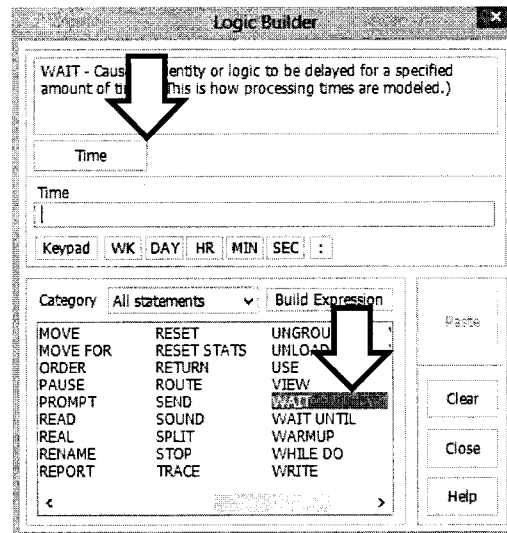 Logic Builder
WAIT - Caus ntity or logic to be delayed for a specified
amount of ti This is how processing times are modeled.)
Time
Time
Keypad WK DAY HR MIN SEC :
Category All statements Build Expression
MOVE RESET UNGROU
MOVE FOR RESET STATS UNLOAD
ORDER RETURN USE
PAUSE ROUTE VIEW
PROMPT SEND WAIT
READ SOUND WAIT UNTIL
REAL SPLIT WARMUP
RENAME STOP WHILE DO
REPORT TRACE WRITE
Paste
Clear
Close
Help